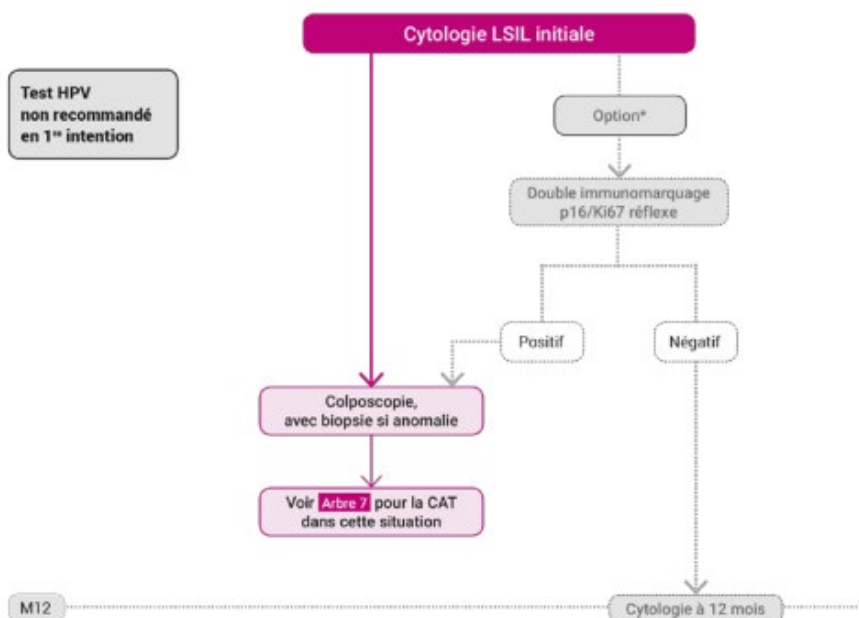 Cytologie LSIL initiale
Test HPV
non recommandé
en 1re intention
Option*
Double immunomarquage
p16/Ki67 réflexe
Positif
Négatif
Colposcopie,
avec biopsie si anomalie
Voir Arbre 7 pour la CAT
dans cette situation
M12
Cytologie à 12 mois